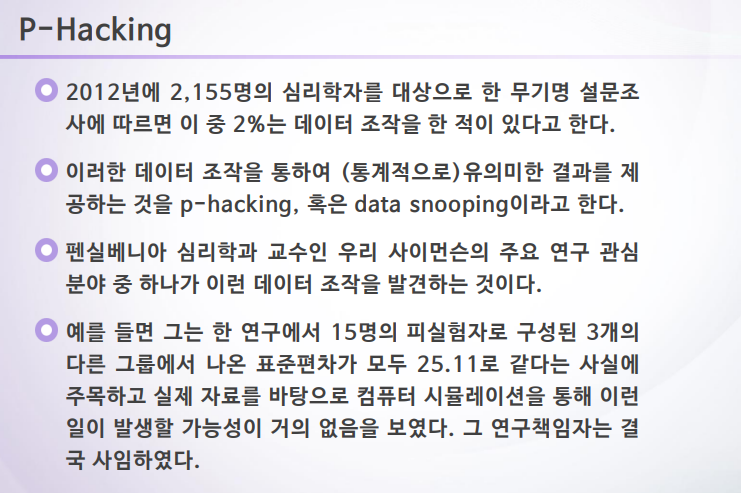 P-Hacking
2012년에 2,155명의 심리학자를 대상으로 한 무기명 설문조
사에 따르면 이 중 2%는 데이터 조작을 한 적이 있다고 한다.
이러한 데이터 조작을 통하여 (통계적으로)유의미한 결과를 제
공하는 것을 p-hacking, 혹은 data snooping이라고 한다.
펜실베니아 심리학과 교수인 우리 사이먼슨의 주요 연구 관심
분야 중 하나가 이런 데이터 조작을 발견하는 것이다.
예를 들면 그는 한 연구에서 15명의 피실험자로 구성된 3개의
다른 그룹에서 나온 표준편차가 모두 25.11로 같다는 사실에
주목하고 실제 자료를 바탕으로 컴퓨터 시뮬레이션을 통해 이런
일이 발생할 가능성이 거의 없음을 보였다. 그 연구책임자는 결
국 사임하였다.